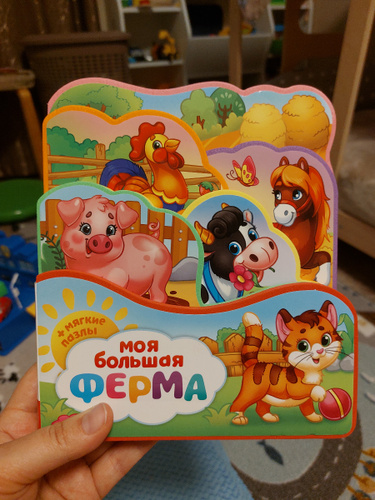 + мягкие
пазлы
моя
большая
ФЕРМА